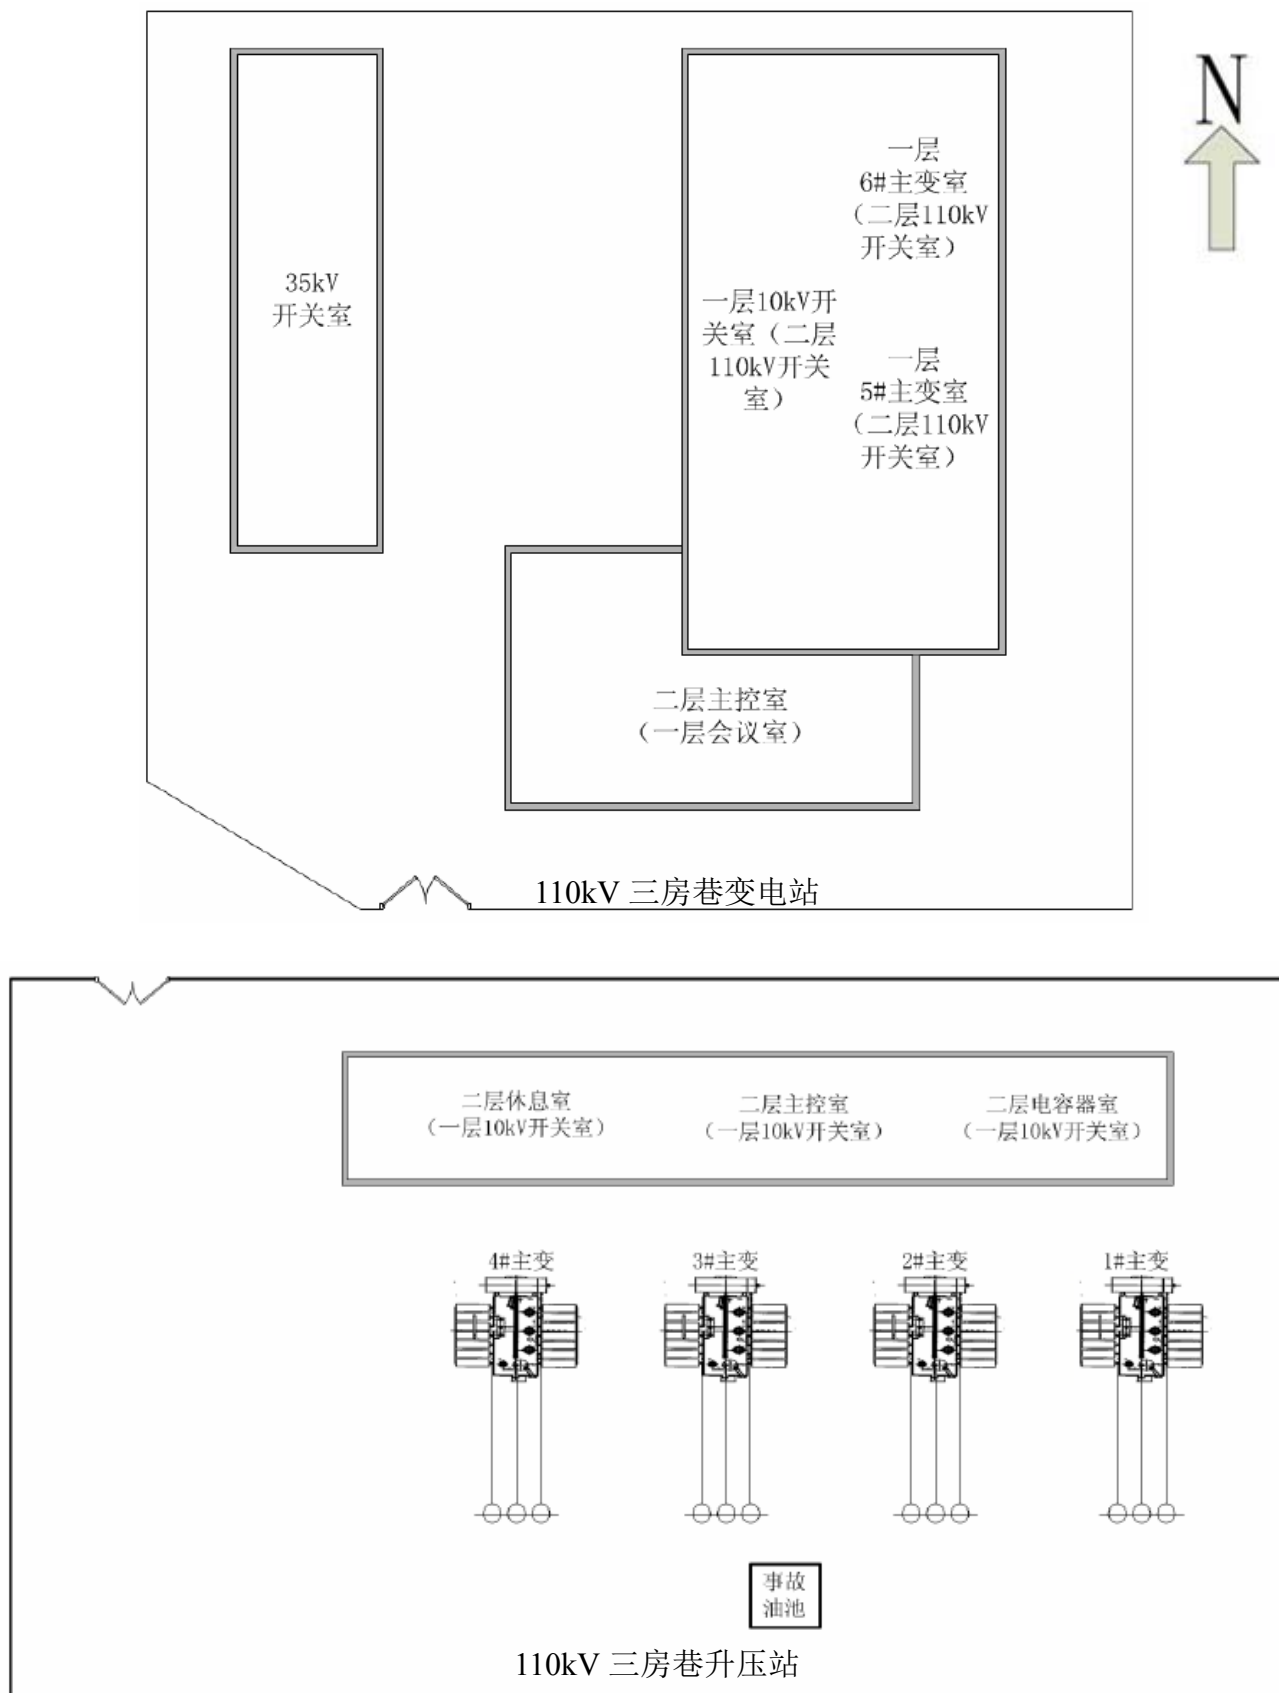 N
一层
6#主变室
（二层110kV
开关室）
35kV
开关室
一层10kV开
关室（二层
110kV开关
室）
一层
5#主变室
（二层110kV
开关室）
二层主控室
（一层会议室）
110kV 三房巷变电站
二层休息室
（一层10kV开关室）
二层主控室
（一层10kV开关室）
二层电容器室
（一层10kV开关室）
4#主变
3#主变
2#主变
1#主变
事故
油池
110kV 三房巷升压站